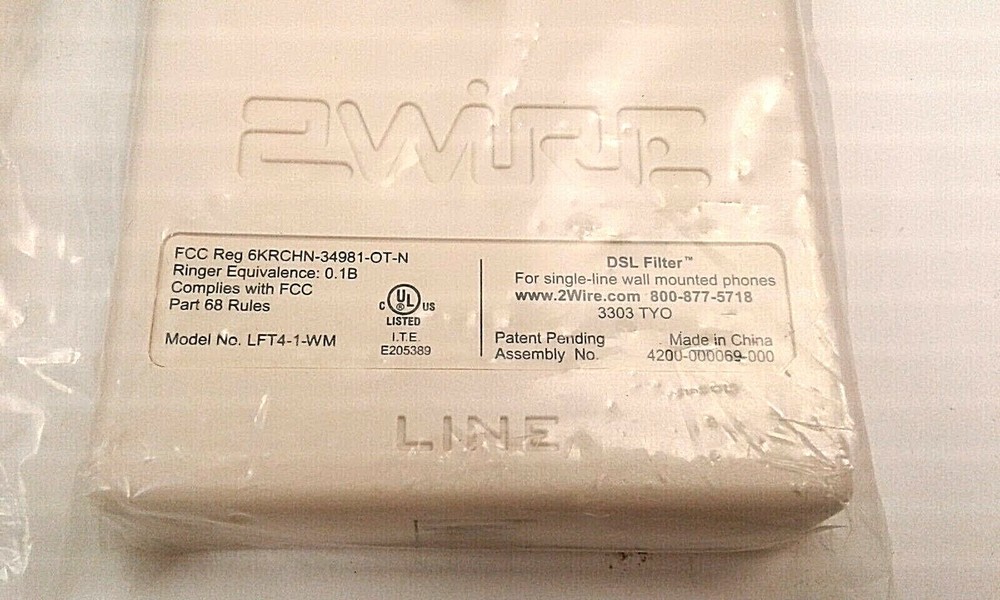 2WIRE
FCC Reg 6KRCHN-34981-OT-N
Ringer Equivalence: 0.1B
Complies with FCC
Part 68 Rules
Model No. LFT4-1-WM
C UL US
LISTED
I.T.E.
E205389
DSL Filter™
For single-line wall mounted phones
www.2Wire.com 800-877-5718
3303 TYO
Patent Pending Made in China
Assembly No. 4200-000069-000
LINE